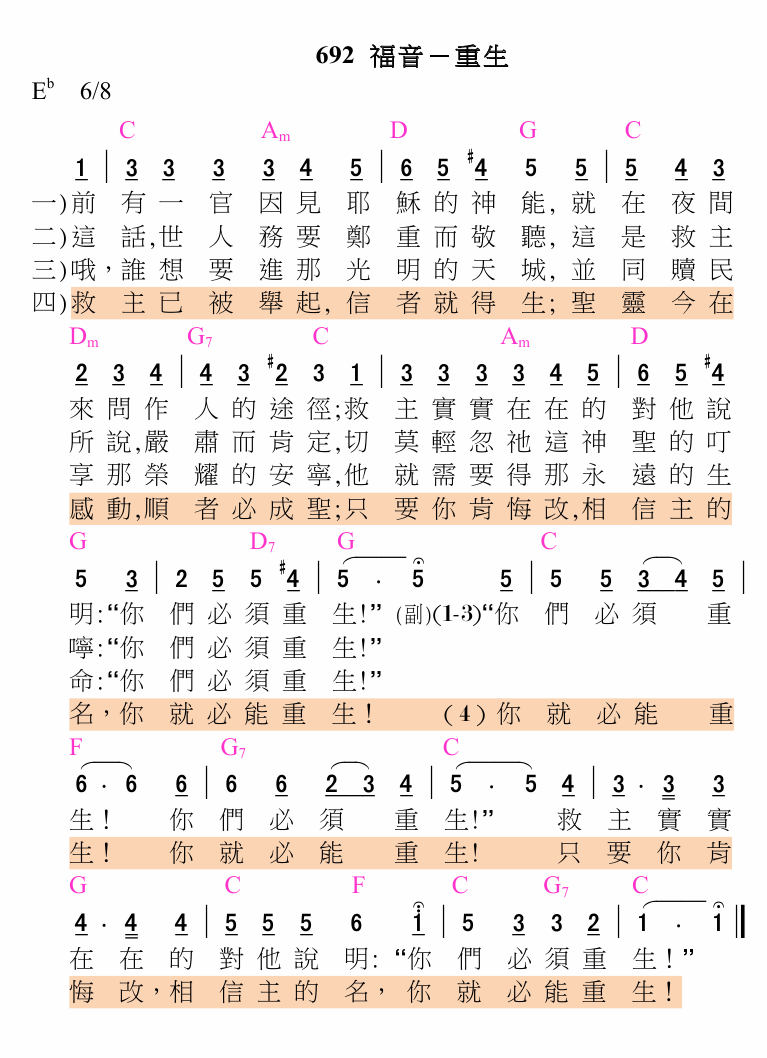 692 福音－重生
E♭ 6/8
C Am D G C
1 | 3 3 3 3 4 5 | 6 5 #4 5 5 | 5 4 3
一)前 有 一 官 因 見 耶 穌 的 神 能, 就 在 夜 間
二)這 話,世 人 務 要 鄭 重 而 敬 聽, 這 是 救 主
三)哦，誰 想 要 進 那 光 明 的 天 城, 並 同 贖 民
四)救 主 已 被 舉 起, 信 者 就 得 生; 聖 靈 今 在
Dm G7 C Am D
2 3 4 | 4 3 #2 3 1 | 3 3 3 3 4 5 | 6 5 #4
來 問 作 人 的 途 徑;救 主 實 實 在 在 的 對 他 說
所 說,嚴 肅 而 肯 定,切 莫 輕 忽 祂 這 神 聖 的 叮
享 那 榮 耀 的 安 寧,他 就 需 要 得 那 永 遠 的 生
感 動,順 者 必 成 聖;只 要 你 肯 悔 改,相 信 主 的
G D7 G C
5 3 | 2 5 5 #4 | 5 · 5 5 | 5 5 3 4 5 |
明:“你 們 必 須 重 生!” (副)(1-3)“你 們 必 須 重
嚀:“你 們 必 須 重 生!”
命:“你 們 必 須 重 生!”
名，你 就 必 能 重 生！ （4）你 就 必 能 重
F G7 C
6 · 6 6 | 6 6 2 3 4 | 5 · 5 4 | 3 · 3 3
生！ 你 們 必 須 重 生!” 救 主 實 實
生! 你 就 必 能 重 生! 只 要 你 肯
G C F C G7 C
4 · 4 4 | 5 5 5 6 1 | 5 3 3 2 | 1 · 1 ‖
在 在 的 對 他 說 明: “你 們 必 須 重 生！”
悔 改，相 信 主 的 名， 你 就 必 能 重 生！